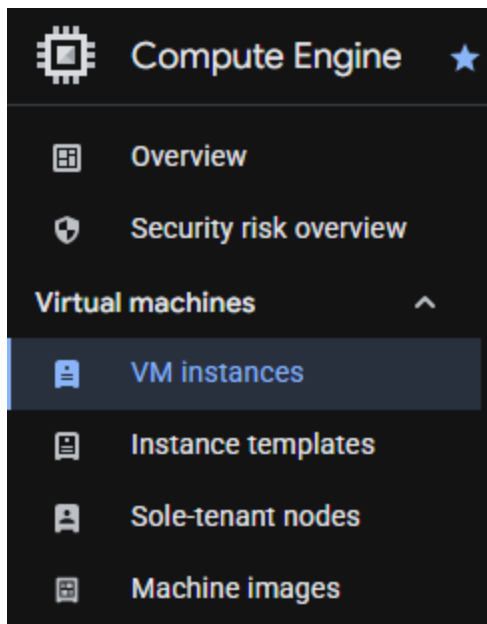 Compute Engine
Overview
Security risk overview
Virtual machines
VM instances
Instance templates
Sole-tenant nodes
Machine images